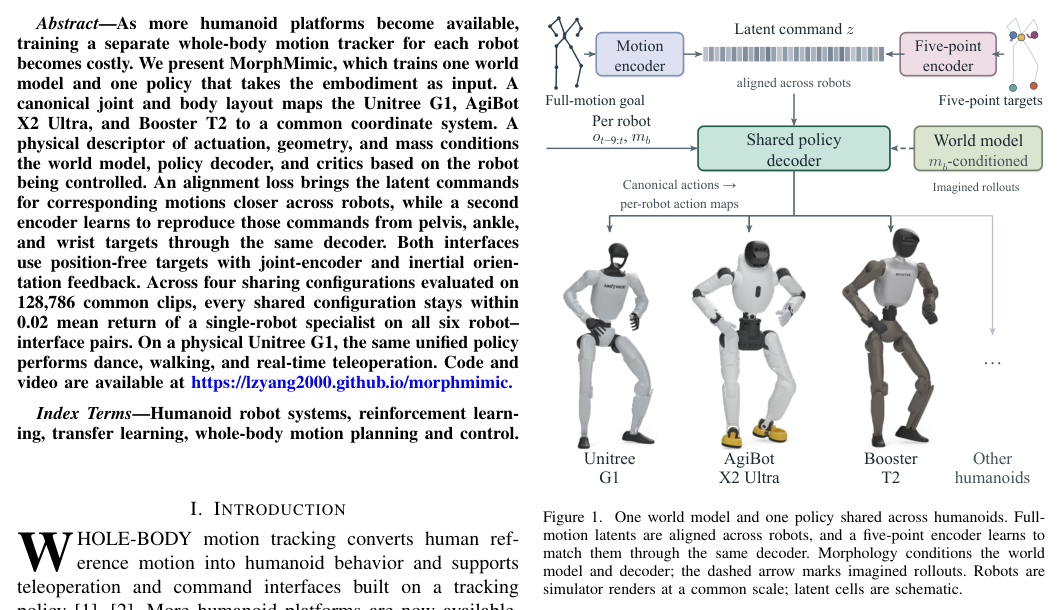 Abstract—As more humanoid platforms become available,
training a separate whole-body motion tracker for each robot
becomes costly. We present MorphMimic, which trains one world
model and one policy that takes the embodiment as input. A
canonical joint and body layout maps the Unitree G1, AgiBot
X2 Ultra, and Booster T2 to a common coordinate system. A
physical descriptor of actuation, geometry, and mass conditions
the world model, policy decoder, and critics based on the robot
being controlled. An alignment loss brings the latent commands
for corresponding motions closer across robots, while a second
encoder learns to reproduce those commands from pelvis, ankle,
and wrist targets through the same decoder. Both interfaces
use position-free targets with joint-encoder and inertial orien-
tation feedback. Across four sharing configurations evaluated on
128,786 common clips, every shared configuration stays within
0.02 mean return of a single-robot specialist on all six robot–
interface pairs. On a physical Unitree G1, the same unified policy
performs dance, walking, and real-time teleoperation. Code and
video are available at https://lzyang2000.github.io/morphmimic.
Index Terms—Humanoid robot systems, reinforcement learn-
ing, transfer learning, whole-body motion planning and control.
I. INTRODUCTION
WHOLE-BODY motion tracking converts human ref-
erence motion into humanoid behavior and supports
teleoperation and command interfaces built on a tracking
policy [1], [2]. More humanoid platforms are now available,
Motion
encoder
Latent command z
Five-point
encoder
aligned across robots
Full-motion goal
Five-point targets
Per robot
o_{t−9:t}, m_b
Shared policy
decoder
World model
m_b-conditioned
Imagined rollouts
Canonical actions →
per-robot action maps
BOOSTER
...
Unitree
G1
AgiBot
X2 Ultra
Booster
T2
Other
humanoids
Figure 1. One world model and one policy shared across humanoids. Full-
motion latents are aligned across robots, and a five-point encoder learns to
match them through the same decoder. Morphology conditions the world
model and decoder; the dashed arrow marks imagined rollouts. Robots are
simulator renders at a common scale; latent cells are schematic.